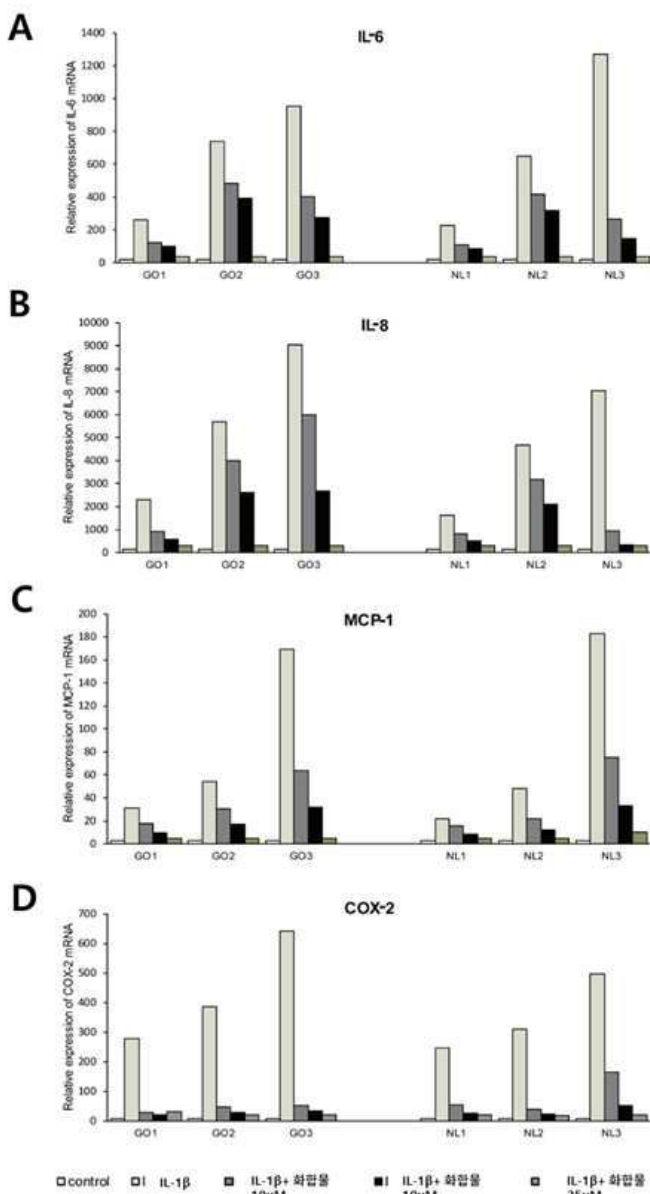 A
IL-6
Relative expression of IL-6 mRNA
1400
1200
1000
800
600
400
200
0
GO1 GO2 GO3 NL1 NL2 NL3
B
IL-8
Relative expression of IL-8 mRNA
10000
9000
8000
7000
6000
5000
4000
3000
2000
1000
0
GO1 GO2 GO3 NL1 NL2 NL3
C
MCP-1
Relative expression of MCP-1 mRNA
200
180
160
140
120
100
80
60
40
20
0
GO1 GO2 GO3 NL1 NL2 NL3
D
COX-2
Relative expression of COX-2 mRNA
700
600
500
400
300
200
100
0
GO1 GO2 GO3 NL1 NL2 NL3
control IL-1β IL-1β+ 화합물 IL-1β+ 화합물 IL-1β+ 화합물